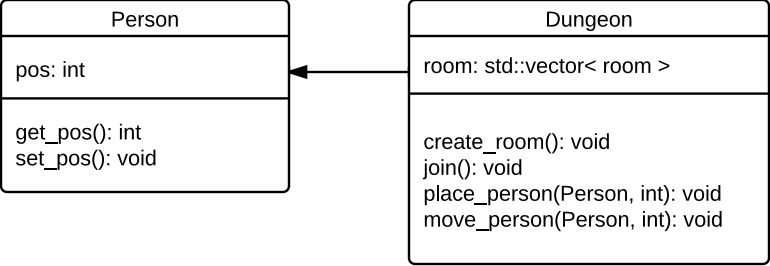 Person
pos: int
get_pos(): int
set_pos(): void
Dungeon
room: std::vector< room >
create_room(): void
join(): void
place_person(Person, int): void
move_person(Person, int): void